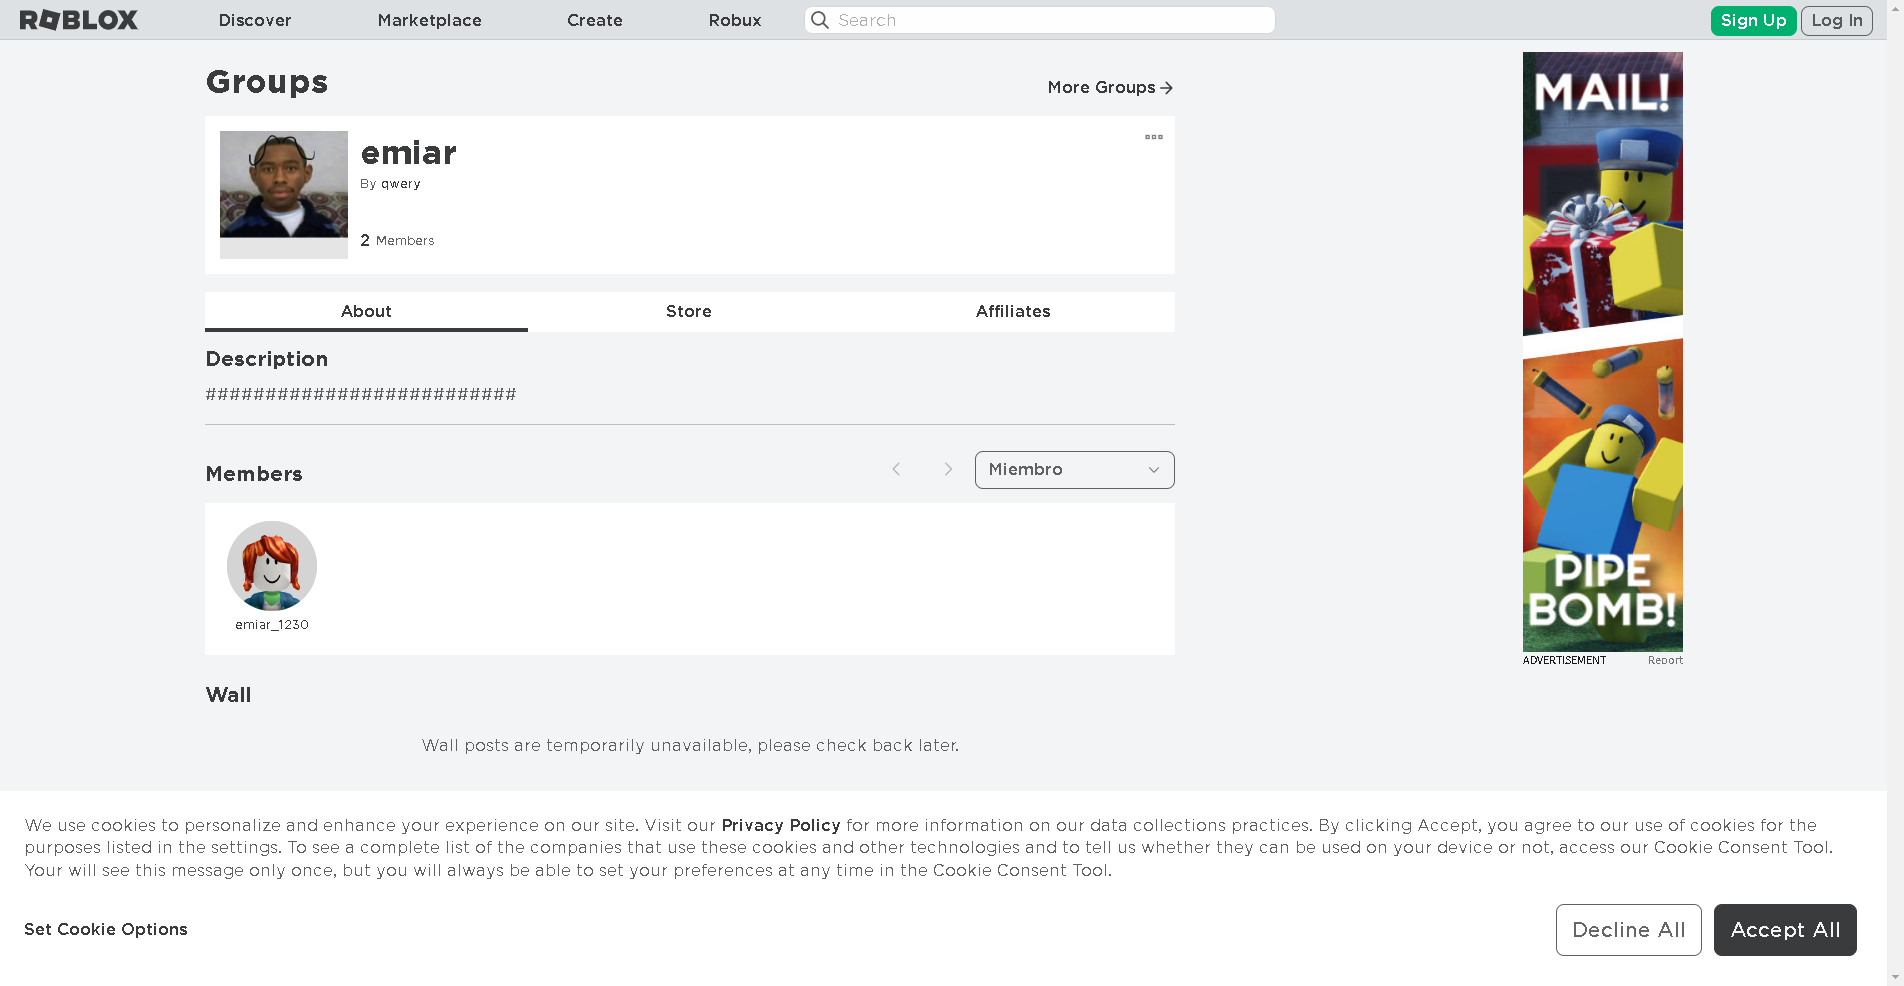 ROBLOX Discover Marketplace Create Robux Search Sign Up Log In
Groups
More Groups
emiar
By qwery
2 Members
About Store Affiliates
Description
##########################
Members
Miembro
emiar_1230
Wall
Wall posts are temporarily unavailable, please check back later.
MAIL!
PIPE
BOMB!
ADVERTISEMENT Report
We use cookies to personalize and enhance your experience on our site. Visit our Privacy Policy for more information on our data collections practices. By clicking Accept, you agree to our use of cookies for the
purposes listed in the settings. To see a complete list of the companies that use these cookies and other technologies and to tell us whether they can be used on your device or not, access our Cookie Consent Tool.
Your will see this message only once, but you will always be able to set your preferences at any time in the Cookie Consent Tool.
Set Cookie Options
Decline All Accept All